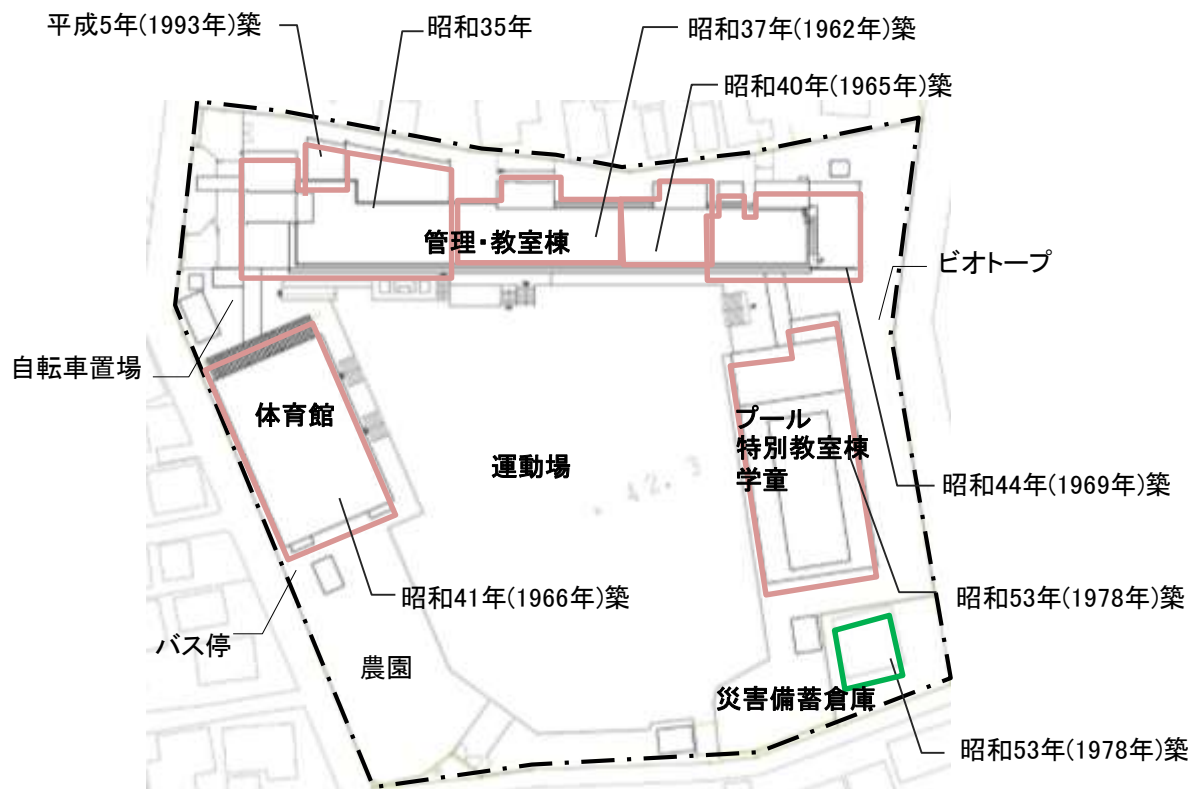 平成5年(1993年)築
昭和35年
昭和37年(1962年)築
昭和40年(1965年)築
管理・教室棟
ビオトープ
自転車置場
体育館
運動場
プール
特別教室棟
学童
42.3
昭和44年(1969年)築
昭和41年(1966年)築
昭和53年(1978年)築
バス停
農園
災害備蓄倉庫
昭和53年(1978年)築